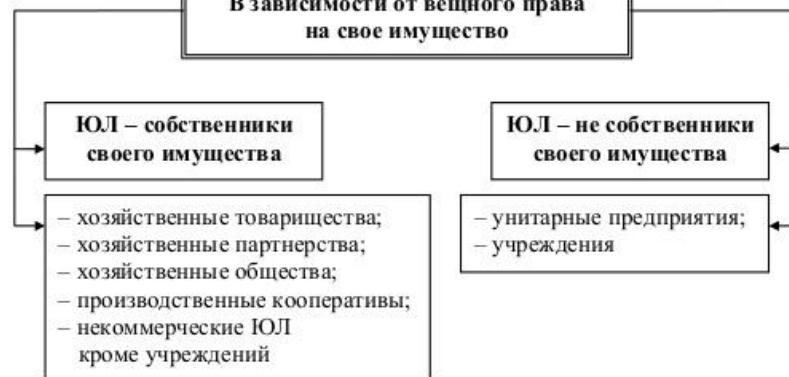 В зависимости от вещного права
на свое имущество
ЮЛ – собственники
своего имущества
ЮЛ – не собственники
своего имущества
– хозяйственные товарищества;
– хозяйственные партнерства;
– хозяйственные общества;
– производственные кооперативы;
– некоммерческие ЮЛ
кроме учреждений
– унитарные предприятия;
– учреждения